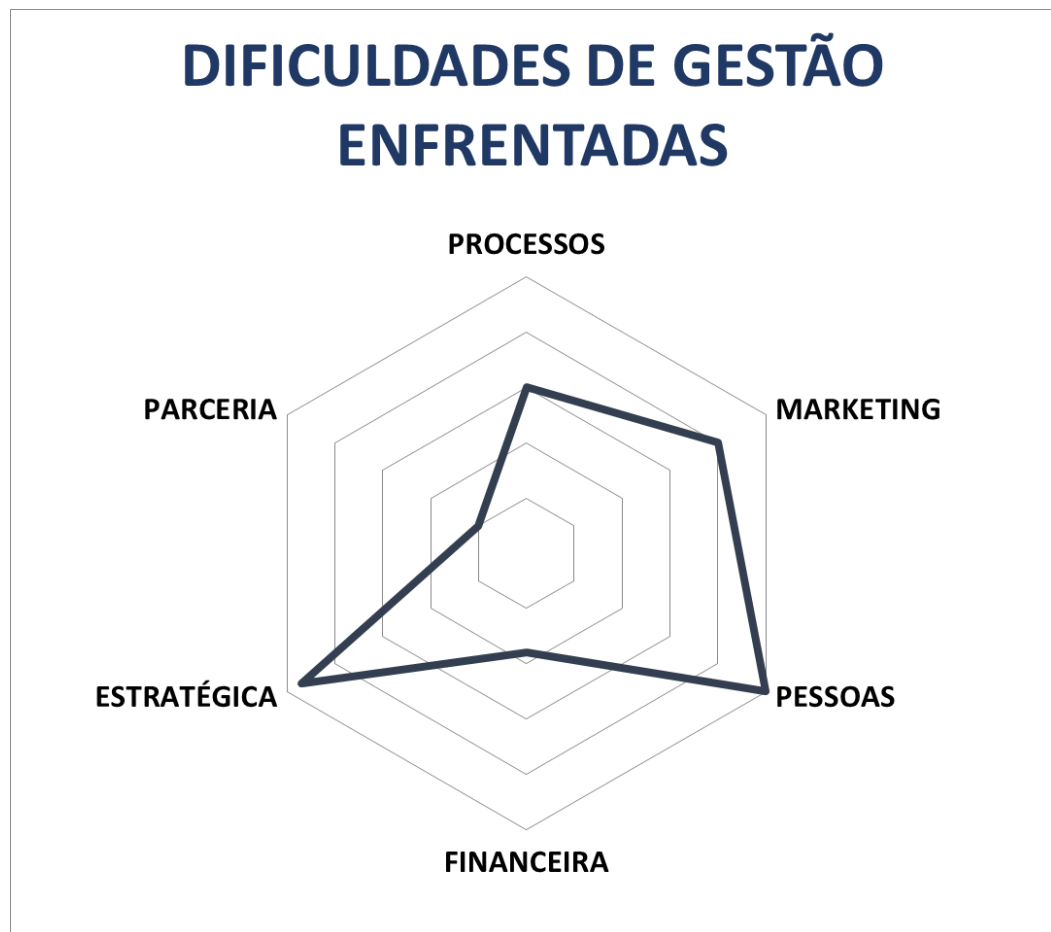 DIFICULDADES DE GESTÃO
ENFRENTADAS
PROCESSOS
PARCERIA
MARKETING
ESTRATÉGICA
PESSOAS
FINANCEIRA